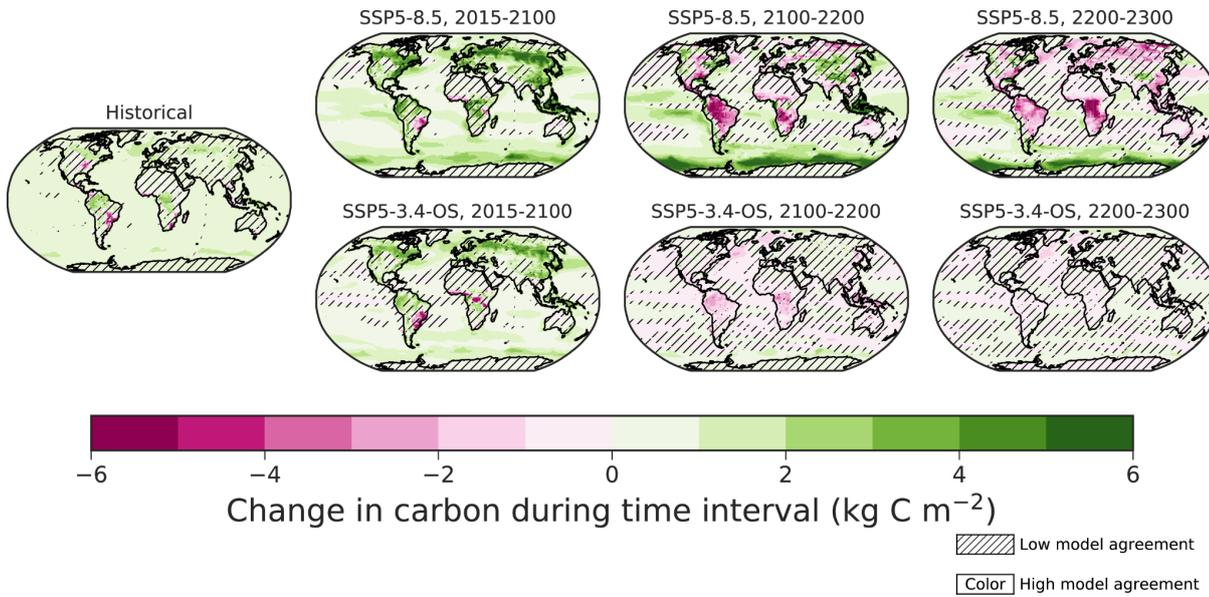 SSP5-8.5, 2015-2100
SSP5-8.5, 2100-2200
SSP5-8.5, 2200-2300
Historical
SSP5-3.4-OS, 2015-2100
SSP5-3.4-OS, 2100-2200
SSP5-3.4-OS, 2200-2300
−6
−4
−2
0
2
4
6
Change in carbon during time interval (kg C m⁻²)
Low model agreement
Color High model agreement